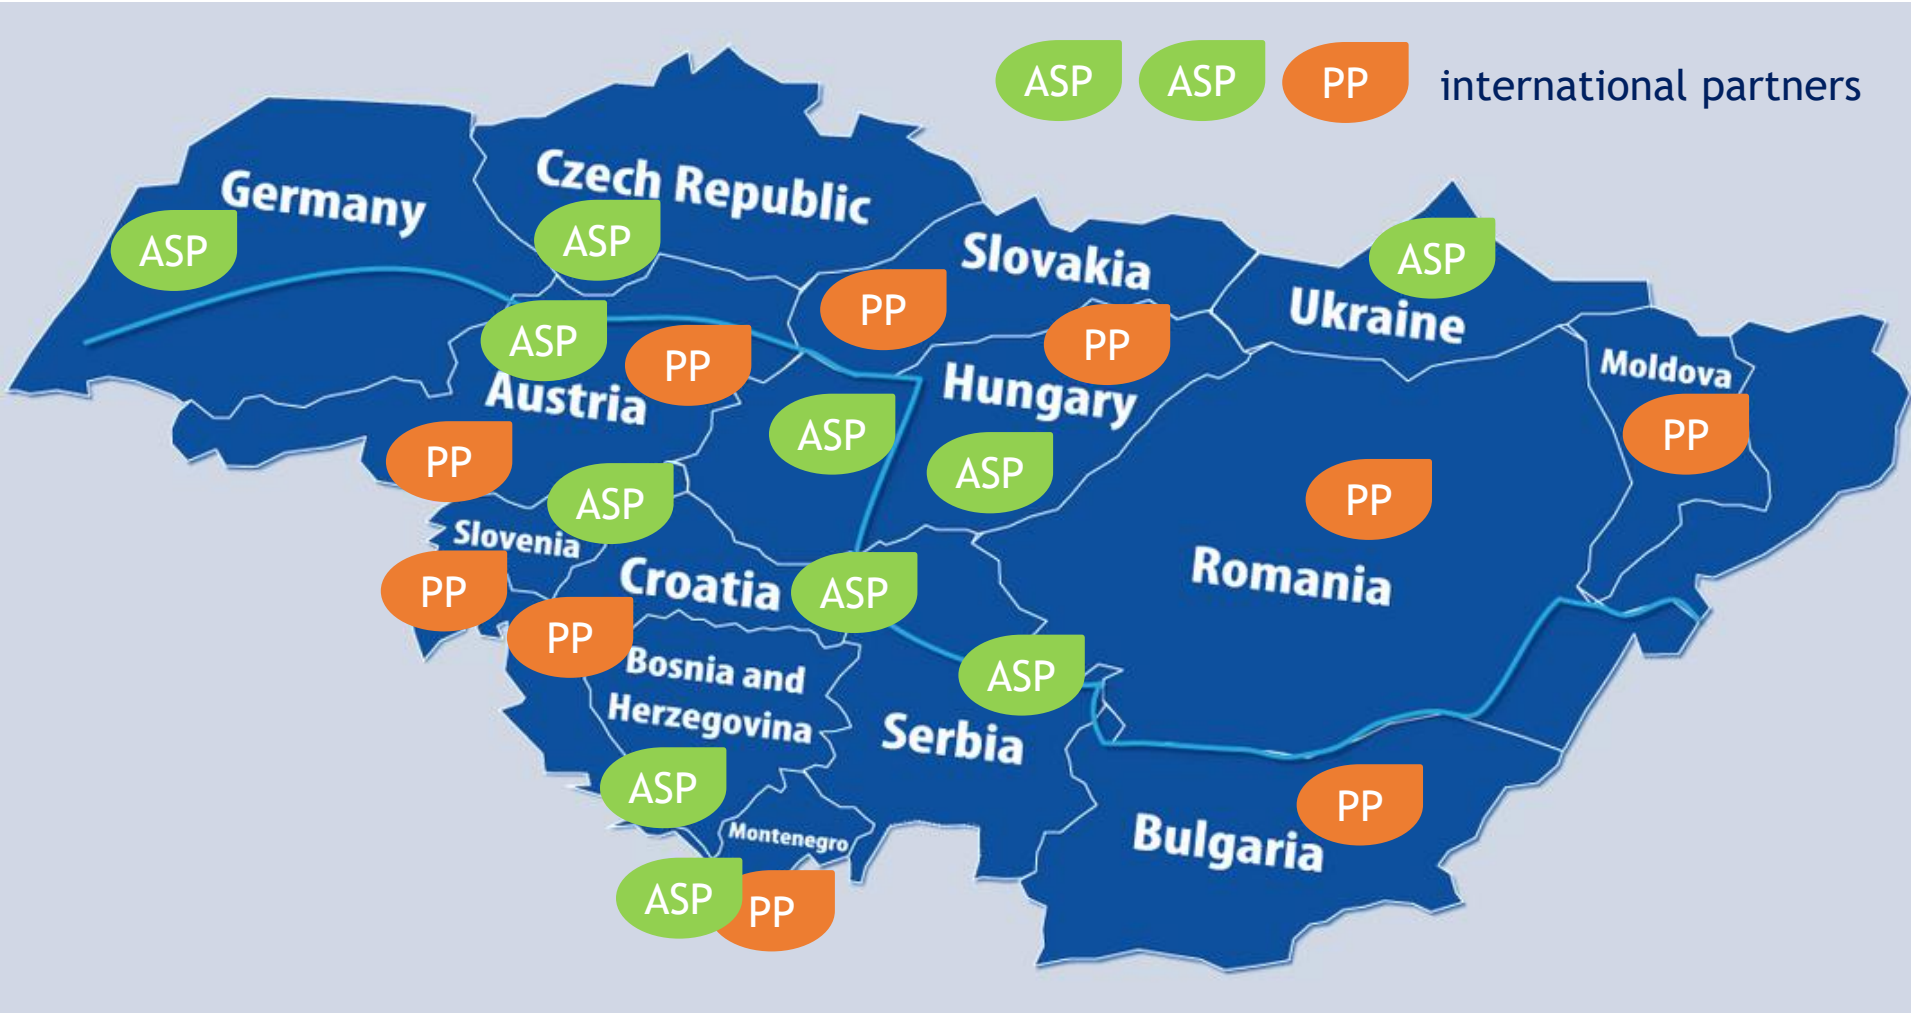 ASP ASP PP international partners
Germany
Czech Republic
ASP
ASP
Slovakia
ASP
Ukraine
PP
PP
ASP
PP
Austria
Hungary
Moldova
PP
ASP
PP
ASP
ASP
PP
Slovenia
PP
PP
Croatia
ASP
Romania
PP
Bosnia and
Herzegovina
ASP
Serbia
ASP
Montenegro
PP
Bulgaria
ASP
PP